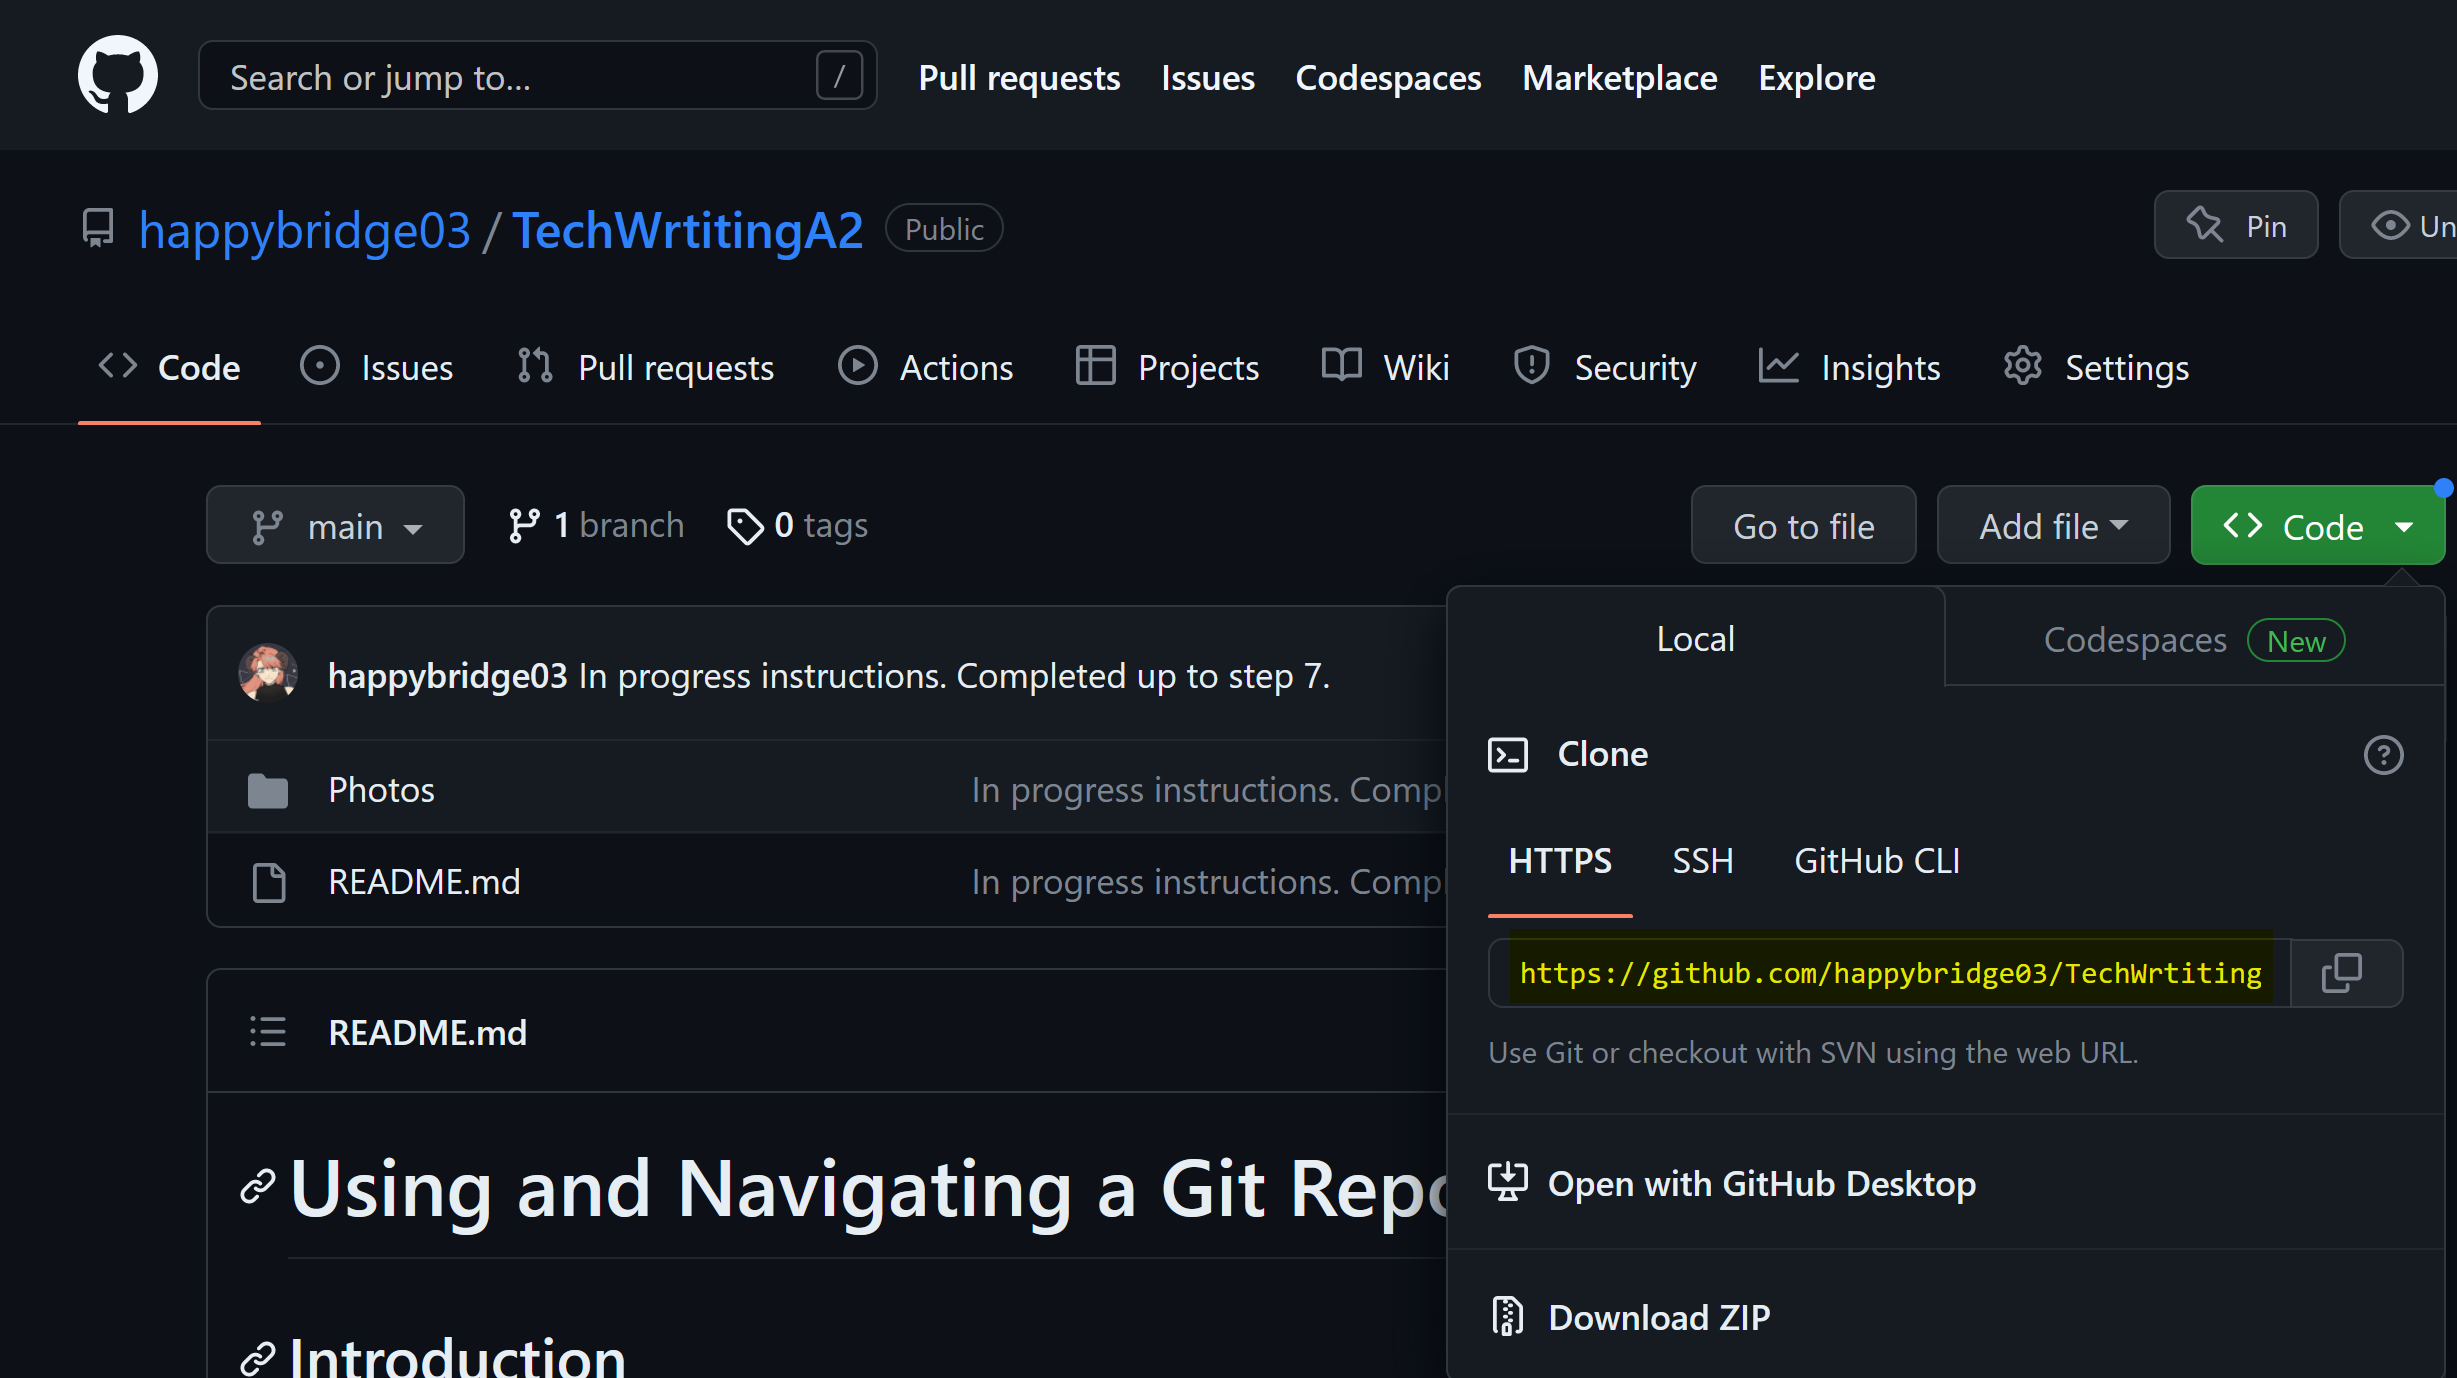 Search or jump to... /
Pull requests Issues Codespaces Marketplace Explore
happybridge03 / TechWrtitingA2 Public
Pin
Un
Code Issues Pull requests Actions Projects Wiki Security Insights Settings
main 1 branch 0 tags
Go to file Add file Code
happybridge03 In progress instructions. Completed up to step 7.
Photos In progress instructions. Compl
README.md In progress instructions. Compl
README.md
Using and Navigating a Git Repo
Introduction
Local Codespaces New
Clone
HTTPS SSH GitHub CLI
https://github.com/happybridge03/TechWrtiting
Use Git or checkout with SVN using the web URL.
Open with GitHub Desktop
Download ZIP